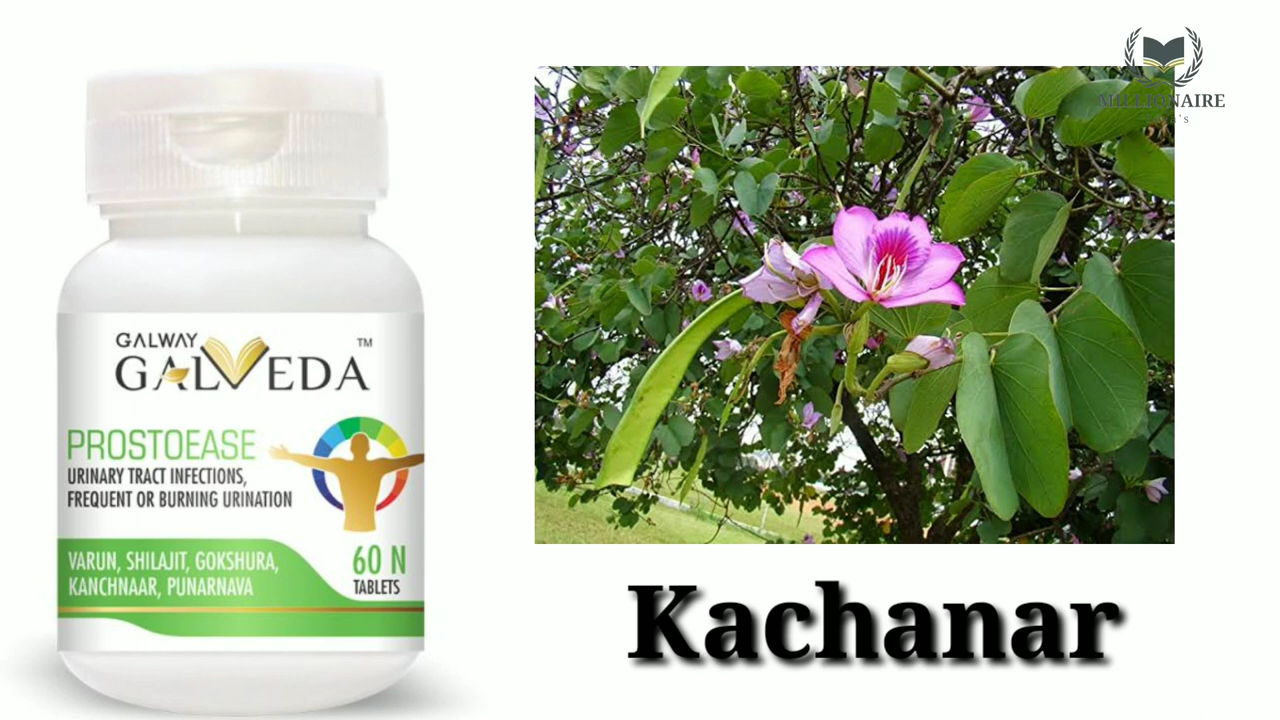 GALWAY
GALVEDA TM
PROSTOEASE
URINARY TRACT INFECTIONS,
FREQUENT OR BURNING URINATION
VARUN, SHILAJIT, GOKSHURA,
KANCHNAAR, PUNARNAVA
60 N
TABLETS
MILLIONAIRE
Kachanar